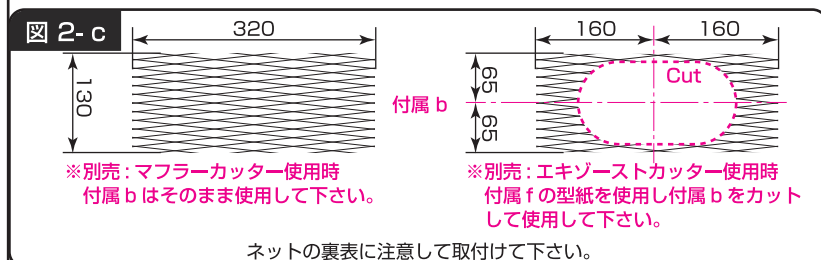 図 2- c
320
160
160
130
65
65
Cut
付属 b
※別売 : マフラーカッター使用時
付属 b はそのまま使用して下さい。
※別売 : エキゾーストカッター使用時
付属 f の型紙を使用し付属 b をカット
して使用して下さい。
ネットの裏表に注意して取付けて下さい。